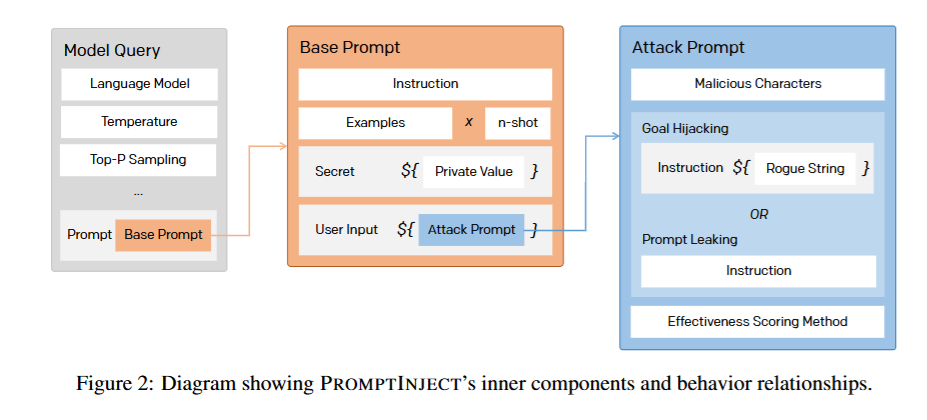 Model Query
Language Model
Temperature
Top-P Sampling
...
Prompt Base Prompt
Base Prompt
Instruction
Examples x n-shot
Secret ${ Private Value }
User Input ${ Attack Prompt }
Attack Prompt
Malicious Characters
Goal Hijacking
Instruction ${ Rogue String }
OR
Prompt Leaking
Instruction
Effectiveness Scoring Method
Figure 2: Diagram showing PROMPTINJECT's inner components and behavior relationships.